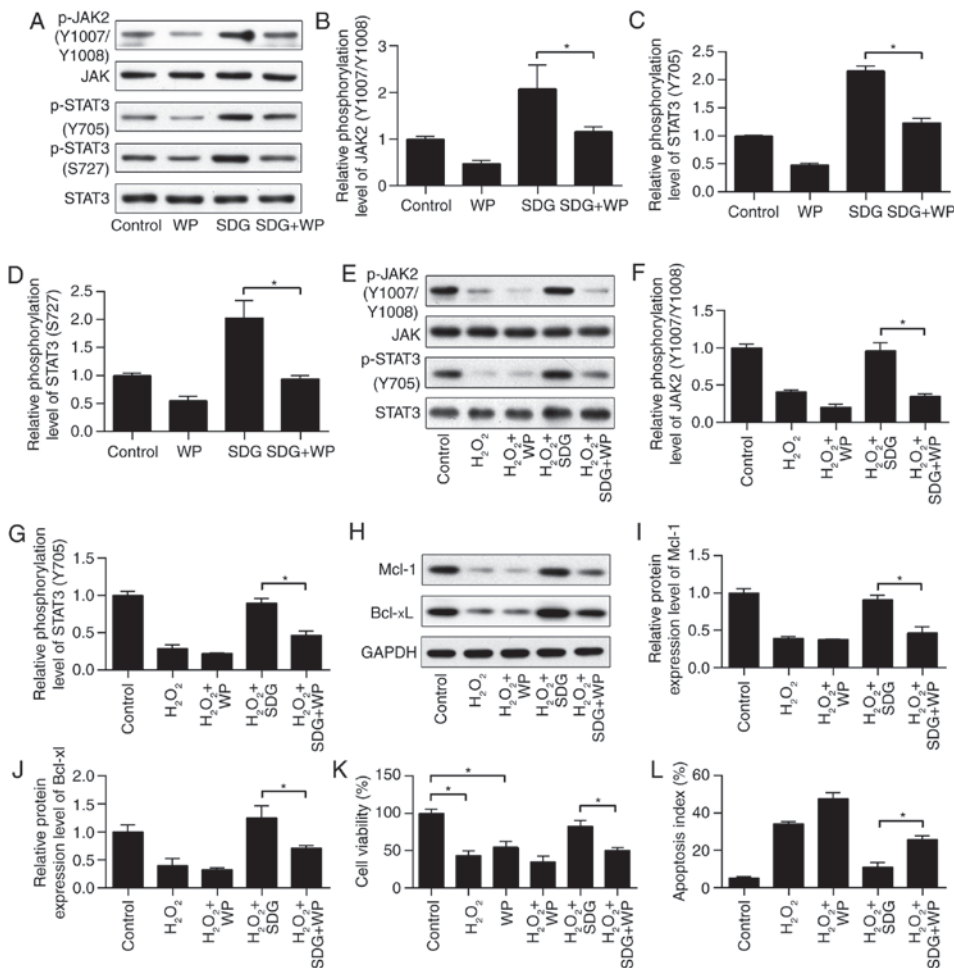 A
p-JAK2
(Y1007/
Y1008)
JAK
p-STAT3
(Y705)
p-STAT3
(S727)
STAT3
Control WP SDG SDG+WP
B
Relative phosphorylation
level of JAK2 (Y1007/Y1008)
3
2
1
0
*
Control WP SDG SDG+WP
C
Relative phosphorylation
level of STAT3 (Y705)
2.5
2.0
1.5
1.0
0.5
0.0
*
Control WP SDG SDG+WP
D
Relative phosphorylation
level of STAT3 (S727)
2.5
2.0
1.5
1.0
0.5
0.0
*
Control WP SDG SDG+WP
E
p-JAK2
(Y1007/
Y1008)
JAK
p-STAT3
(Y705)
STAT3
Control
H₂O₂
H₂O₂+
WP
H₂O₂+
SDG
H₂O₂+
SDG+WP
F
Relative phosphorylation
level of JAK2 (Y1007/Y1008)
1.5
1.0
0.5
0.0
*
Control
H₂O₂
H₂O₂+
WP
H₂O₂+
SDG
H₂O₂+
SDG+WP
G
Relative phosphorylation
level of STAT3 (Y705)
1.5
1.0
0.5
0.0
*
Control
H₂O₂
H₂O₂+
WP
H₂O₂+
SDG
H₂O₂+
SDG+WP
H
Mcl-1
Bcl-xL
GAPDH
Control
H₂O₂
H₂O₂+
WP
H₂O₂+
SDG
H₂O₂+
SDG+WP
I
Relative protein
expression level of Mcl-1
1.5
1.0
0.5
0.0
*
Control
H₂O₂
H₂O₂+
WP
H₂O₂+
SDG
H₂O₂+
SDG+WP
J
Relative protein
expression level of Bcl-xl
2.0
1.5
1.0
0.5
0.0
*
Control
H₂O₂
H₂O₂+
WP
H₂O₂+
SDG
H₂O₂+
SDG+WP
K
Cell viability (%)
150
100
50
0
*
*
*
Control
H₂O₂
WP
H₂O₂+
WP
H₂O₂+
SDG
H₂O₂+
SDG+WP
L
Apoptosis index (%)
60
40
20
0
*
Control
H₂O₂
H₂O₂+
WP
H₂O₂+
SDG
H₂O₂+
SDG+WP